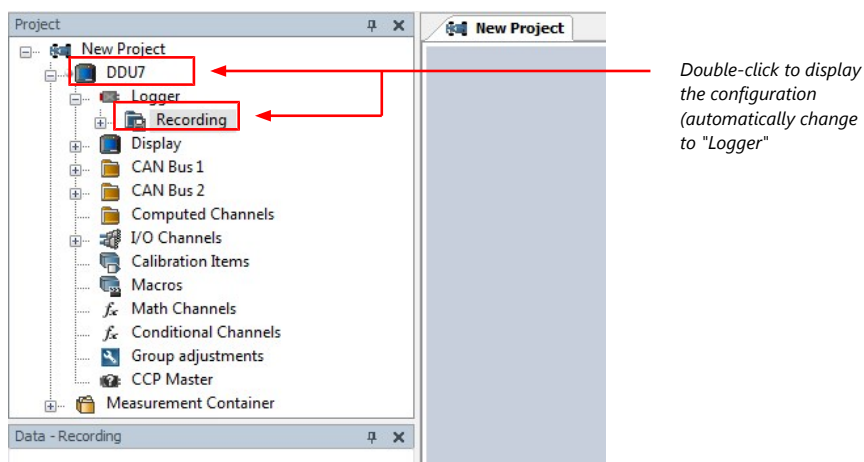 Project
New Project
New Project
DDU7
Logger
Recording
Display
CAN Bus 1
CAN Bus 2
Computed Channels
I/O Channels
Calibration Items
Macros
fx Math Channels
fx Conditional Channels
Group adjustments
CCP Master
Measurement Container
Data - Recording
Double-click to display
the configuration
(automatically change
to "Logger"